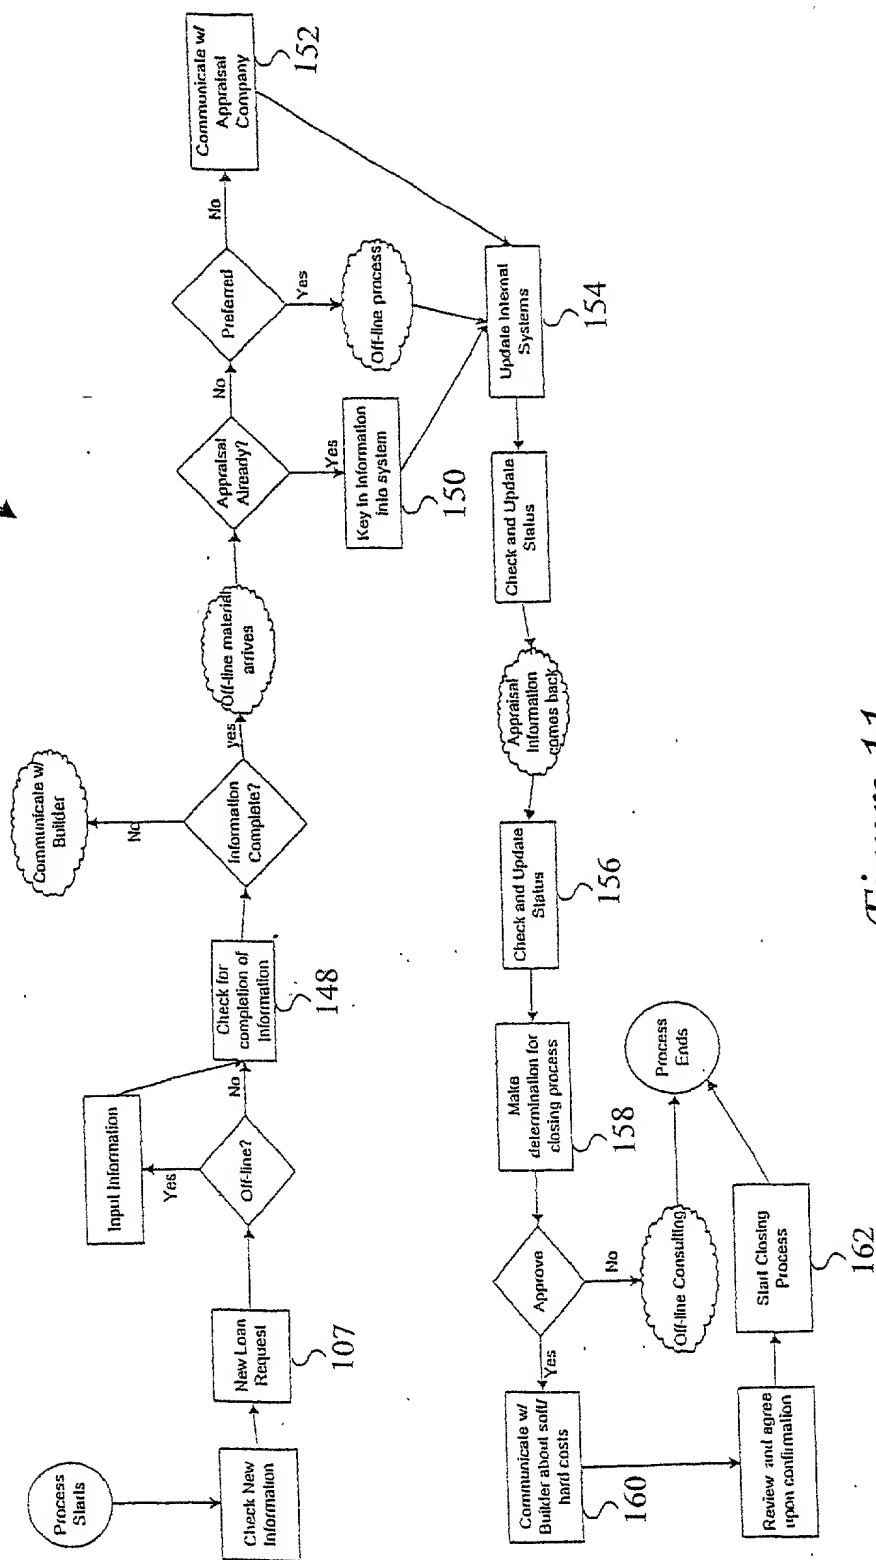 Process
Starts
Check New
Information
New Loan
Request
107
Off-line?
Yes
No
Input Information
Check for
completion of
Information
148
Information
Complete?
No
Communicate w/
Builder
yes
Off-line material
arrives
Appraisal
Already?
Yes
No
Key in Information
into system
150
Preferred
Yes
No
Off-line process
Communicate w/
Appraisal
Company
152
Update Internal
Systems
154
Check and Update
Status
Appraisal
Information
comes back
Check and Update
Status
156
Make
determination for
closing process
158
Approve
No
Yes
Off-line Consulting
Communicate w/
Builder about soft/
hard costs
160
Review and agree
upon confirmation
Start Closing
Process
162
Process
Ends